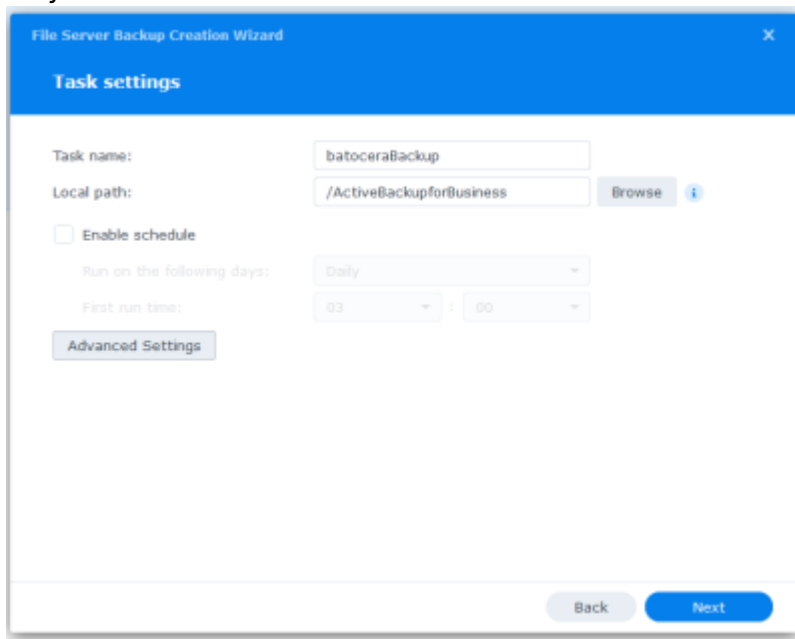 File Server Backup Creation Wizard
Task settings
Task name: batoceraBackup
Local path: /ActiveBackupforBusiness Browse i
Enable schedule
Run on the following days: Daily
First run time: 03 : 00
Advanced Settings
Back Next